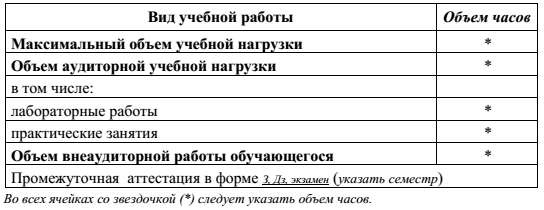 Вид учебной работы Объем часов
Максимальный объем учебной нагрузки *
Объем аудиторной учебной нагрузки *
в том числе:
лабораторные работы *
практические занятия *
Объем внеаудиторной работы обучающегося *
Промежуточная аттестация в форме З, Дз, экзамен (указать семестр)
Во всех ячейках со звездочкой (*) следует указать объем часов.